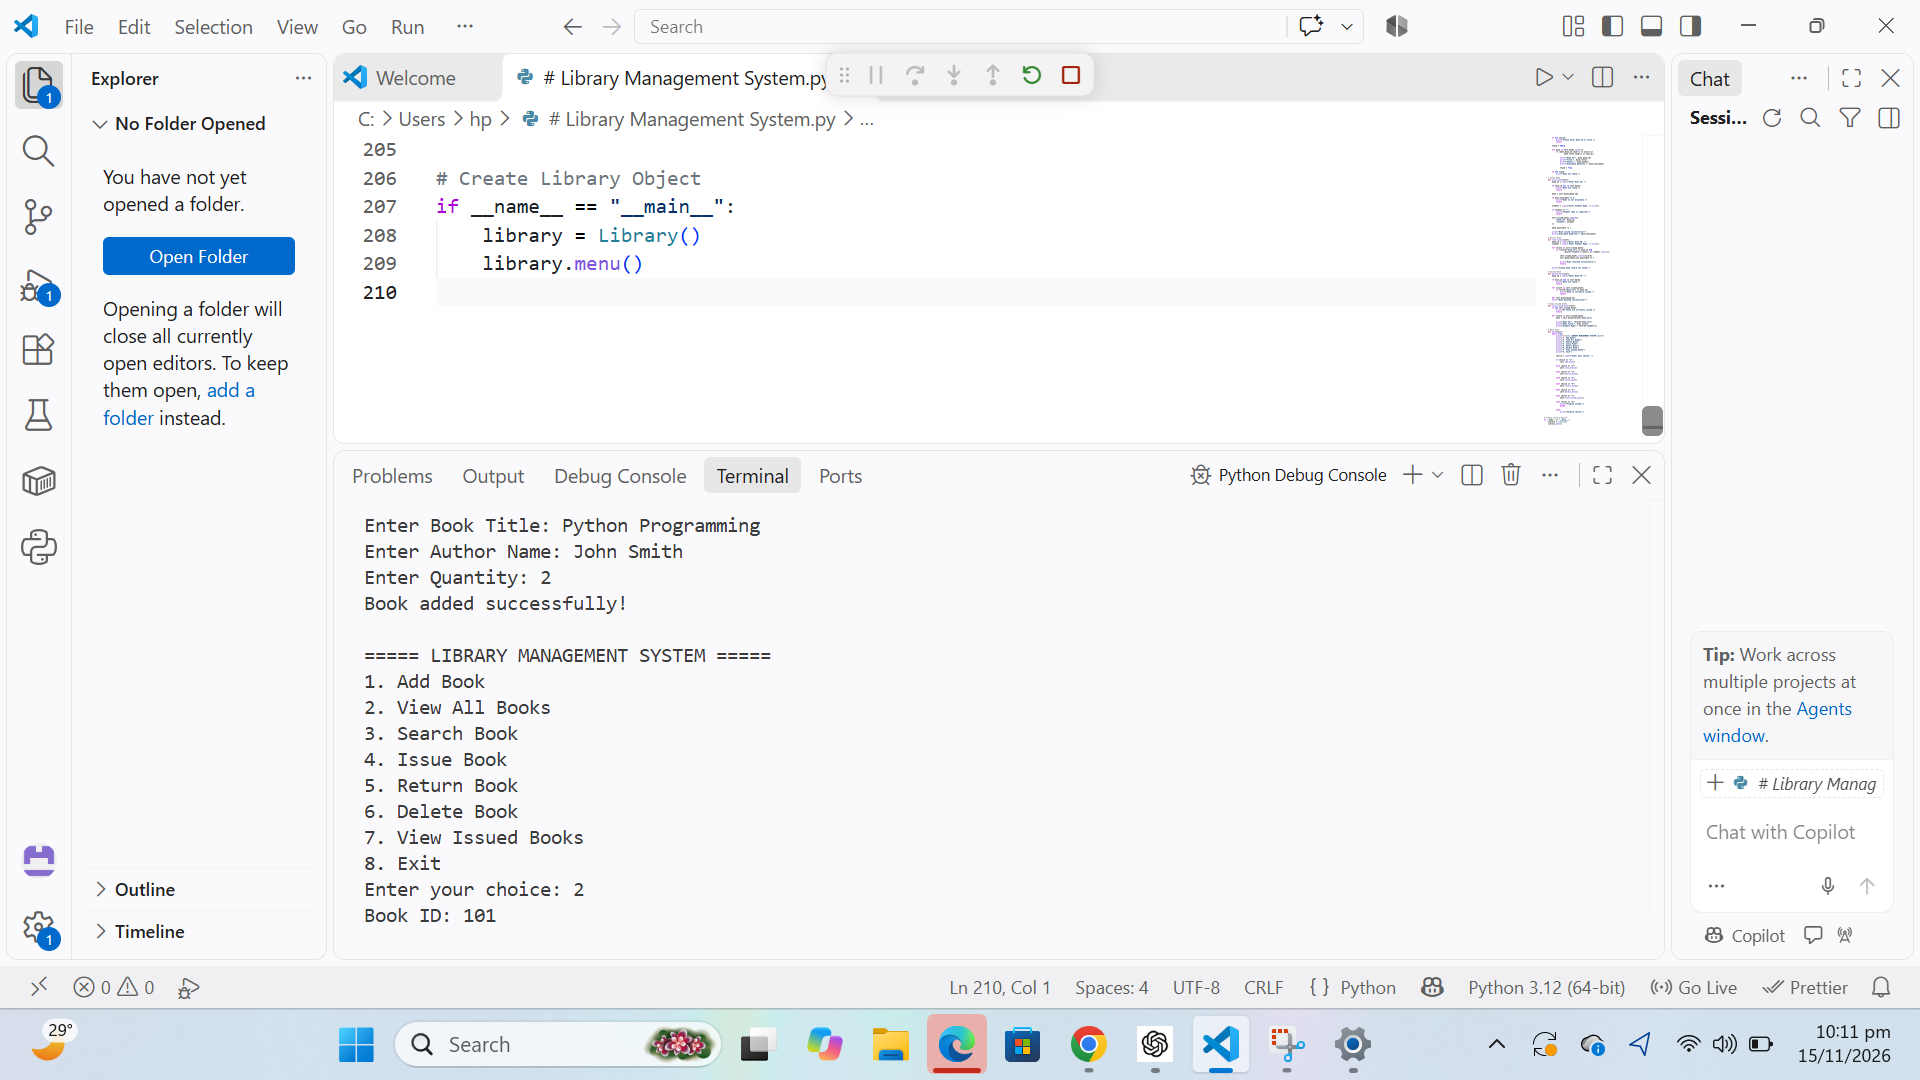 File Edit Selection View Go Run ...
Search
Explorer
1
No Folder Opened
You have not yet
opened a folder.
Open Folder
Opening a folder will
close all currently
open editors. To keep
them open, add a
folder instead.
1
Outline
Timeline
1
Welcome
# Library Management System.py
C: > Users > hp > # Library Management System.py > ...
205
206 # Create Library Object
207 if __name__ == "__main__":
208 library = Library()
209 library.menu()
210
Problems Output Debug Console Terminal Ports
Python Debug Console
Enter Book Title: Python Programming
Enter Author Name: John Smith
Enter Quantity: 2
Book added successfully!
===== LIBRARY MANAGEMENT SYSTEM =====
1. Add Book
2. View All Books
3. Search Book
4. Issue Book
5. Return Book
6. Delete Book
7. View Issued Books
8. Exit
Enter your choice: 2
Book ID: 101
Chat
Sessi...
Tip: Work across
multiple projects at
once in the Agents
window.
# Library Manag
Chat with Copilot
Copilot
0 0
Ln 210, Col 1 Spaces: 4 UTF-8 CRLF { } Python Python 3.12 (64-bit) Go Live Prettier
29°
Search
10:11 pm
15/11/2026